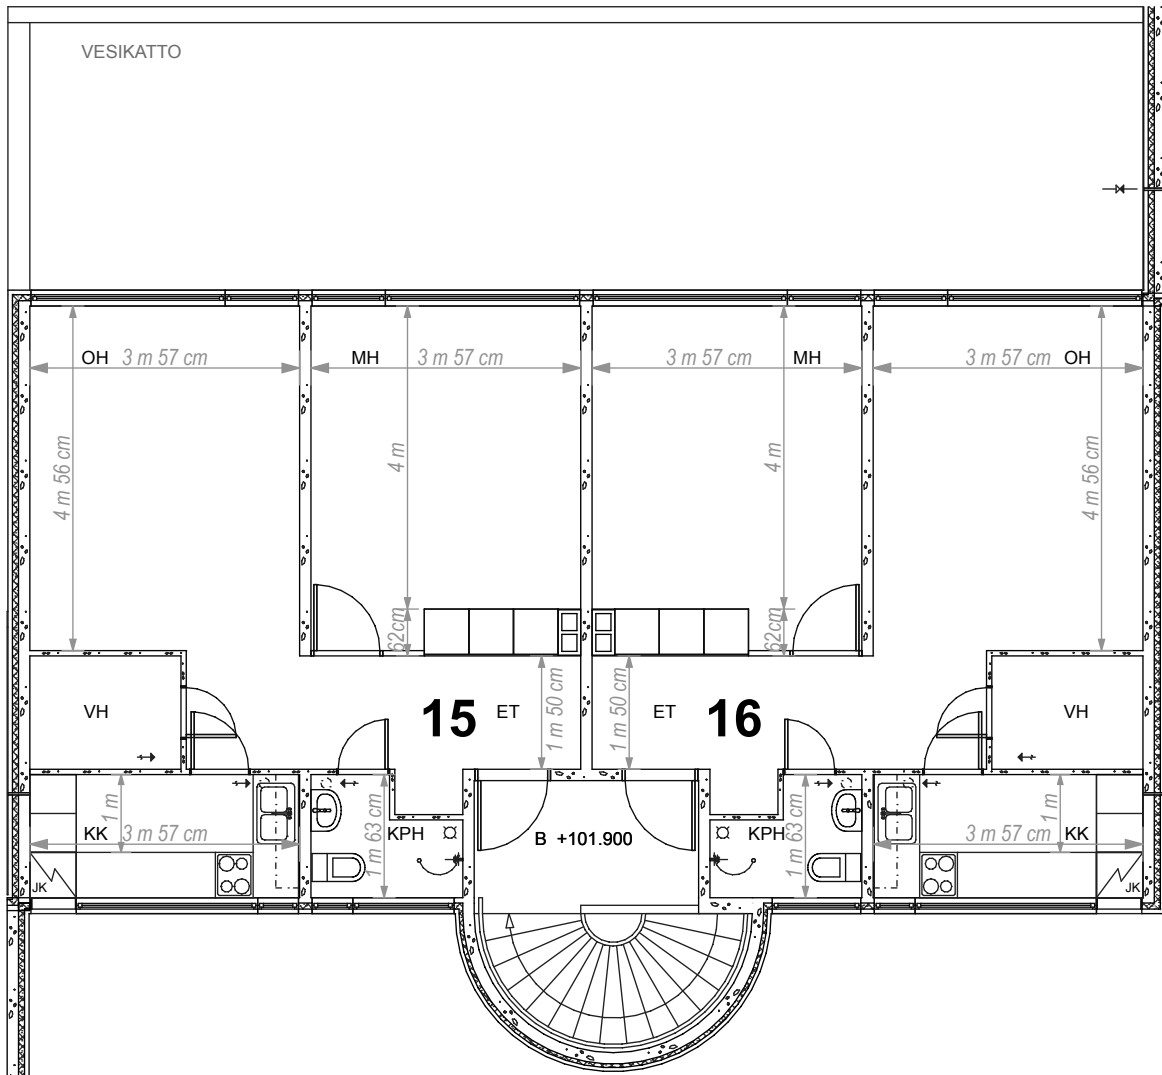 VESIKATTO
OH 3 m 57 cm
MH 3 m 57 cm
3 m 57 cm MH
3 m 57 cm OH
4 m 56 cm
4 m
4 m
4 m 56 cm
62cm
62cm
VH
15 ET
1 m 50 cm
1 m 50 cm
ET 16
VH
1 m
KK 3 m 57 cm
JK
1 m 63 cm
KPH
B +101.900
KPH
1 m 63 cm
3 m 57 cm KK
1 m
JK